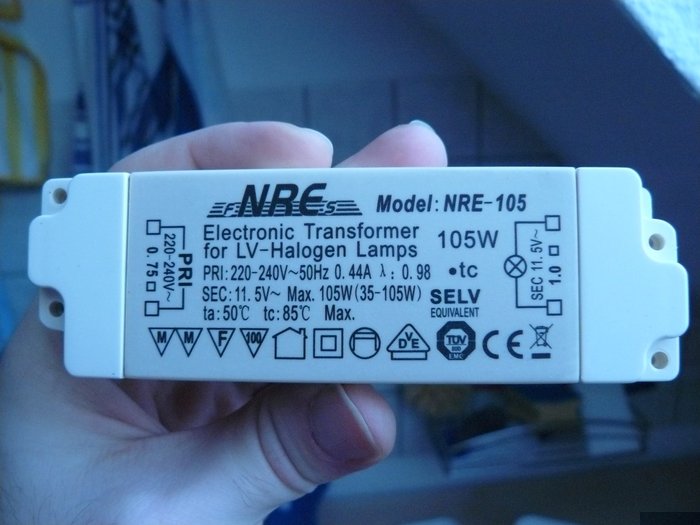 NRE
F S
Model: NRE-105
Electronic Transformer
for LV-Halogen Lamps
105W
PRI:220-240V~50Hz 0.44A λ: 0.98
•tc
SEC:11.5V~ Max. 105W(35-105W)
SELV
EQUIVALENT
ta:50℃ tc:85℃ Max.
PRI
220-240V~
0.75
SEC 11.5V~
1.0
M M F 100
DVE
TÜV
EMC
CE